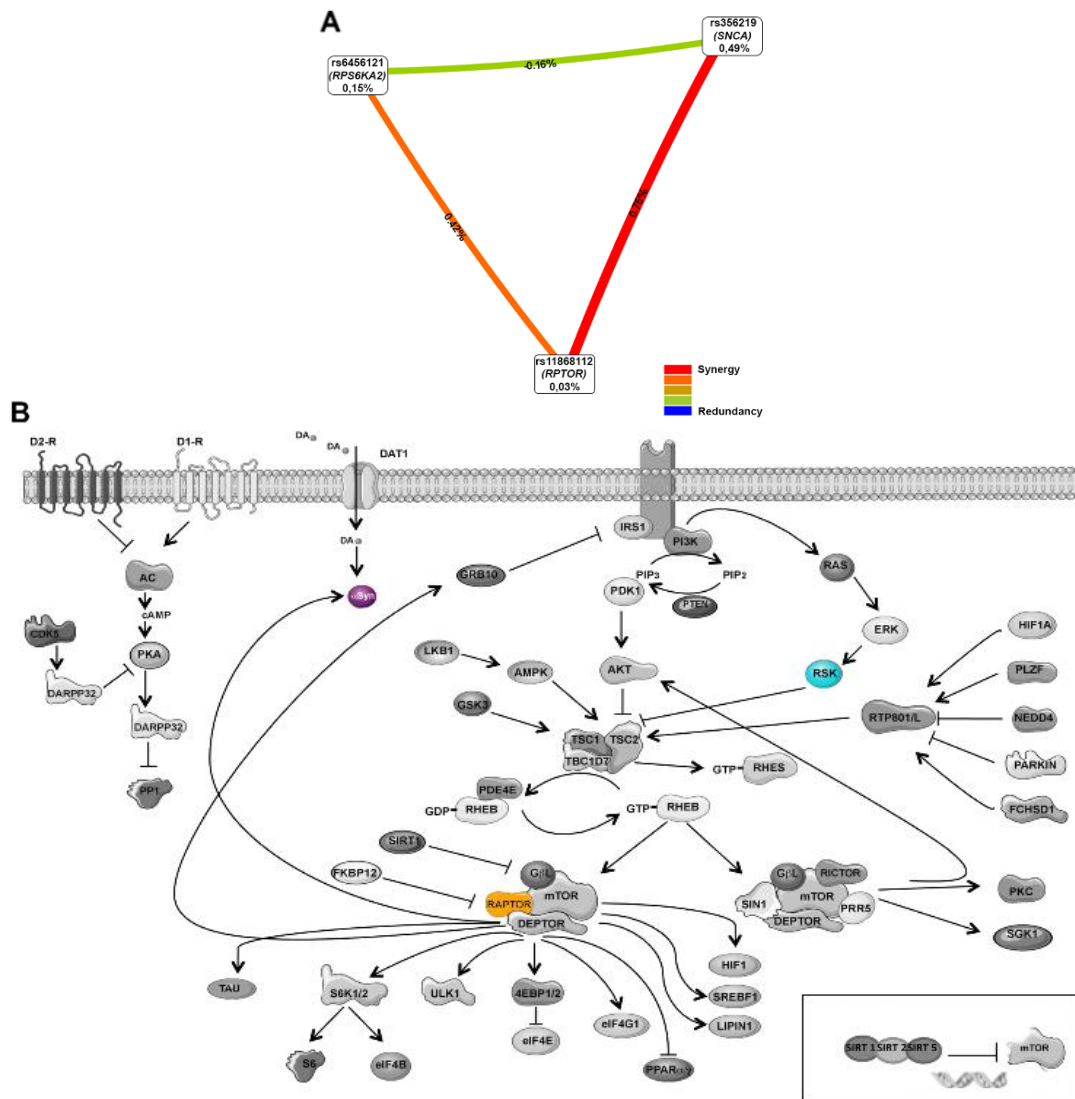 A
rs356219
(SNCA)
0,49%
rs6456121
(RPS6KA2)
0,15%
-0.16%
0.42%
0.76%
rs11868112
(RPTOR)
0,03%
Synergy
Redundancy
B
D2-R
D1-R
DA
DA
DAT1
DA
αSyn
AC
cAMP
CDK5
PKA
DARPP32
DARPP32
PP1
GRB10
IRS1
PI3K
PIP3
PIP2
PDK1
PTEN
RAS
ERK
RSK
LKB1
AMPK
AKT
GSK3
TSC1
TSC2
TBC1D7
GTP
RHES
HIF1A
PLZF
RTP801/L
NEDD4
PARKIN
FCHSD1
PDE4E
GDP
RHEB
GTP
RHEB
SIRT1
FKBP12
GβL
mTOR
RAPTOR
DEPTOR
GβL
RICTOR
SIN1
mTOR
PRR5
DEPTOR
PKC
SGK1
TAU
S6K1/2
ULK1
4EBP1/2
eIF4G1
HIF1
SREBF1
LIPIN1
S6
eIF4B
eIF4E
PPARαγ
SIRT 1
SIRT 2
SIRT 5
mTOR